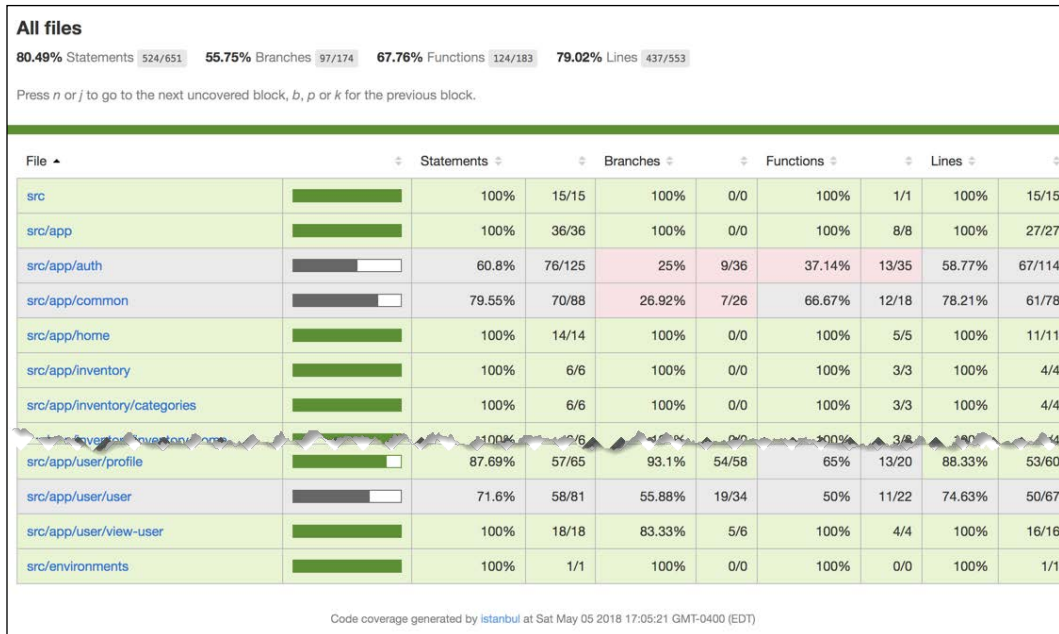 All files
80.49% Statements 524/651 55.75% Branches 97/174 67.76% Functions 124/183 79.02% Lines 437/553
Press n or j to go to the next uncovered block, b, p or k for the previous block.
File Statements Branches Functions Lines
src 100% 15/15 100% 0/0 100% 1/1 100% 15/15
src/app 100% 36/36 100% 0/0 100% 8/8 100% 27/27
src/app/auth 60.8% 76/125 25% 9/36 37.14% 13/35 58.77% 67/114
src/app/common 79.55% 70/88 26.92% 7/26 66.67% 12/18 78.21% 61/78
src/app/home 100% 14/14 100% 0/0 100% 5/5 100% 11/11
src/app/inventory 100% 6/6 100% 0/0 100% 3/3 100% 4/4
src/app/inventory/categories 100% 6/6 100% 0/0 100% 3/3 100% 4/4
src/app/user/profile 87.69% 57/65 93.1% 54/58 65% 13/20 88.33% 53/60
src/app/user/user 71.6% 58/81 55.88% 19/34 50% 11/22 74.63% 50/67
src/app/user/view-user 100% 18/18 83.33% 5/6 100% 4/4 100% 16/16
src/environments 100% 1/1 100% 0/0 100% 0/0 100% 1/1
Code coverage generated by istanbul at Sat May 05 2018 17:05:21 GMT-0400 (EDT)